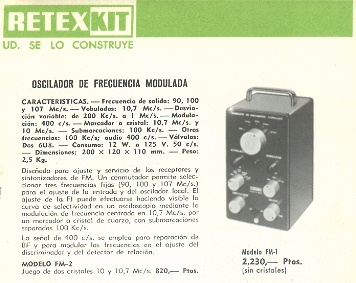 RETEXKIT
UD. SE LO CONSTRUYE
OSCILADOR DE FRECUENCIA MODULADA
CARACTERISTICAS. — Frecuencia de salida: 90, 100
y 107 Mc/s. — Vobuladas: 10,7 Mc/s. — Desvia-
ción variable: de 200 Kc/s. a 1 Mc/s. — Modula-
ción: 400 c/s. — Marcador a cristal: 10,7 Mc/s. y
10 Mc/s. — Submarcaciones: 100 Kc/s. — Otras
frecuencias: 100 Kc/s; audio 400 c/s. — Válvulas:
Dos 6U8. — Consumo: 12 W. a 125 V. 50 c/s.
— Dimensiones: 200 × 120 × 110 mm. — Peso:
2,5 Kg.
Diseñado para ajuste y servicio de los receptores y
sintonizadores de FM. Un conmutador permite selec-
cionar tres frecuencias fijas (90, 100 y 107 Mc/s.)
para el ajuste de la entrada y del oscilador local. El
ajuste de la FI puede efectuarse haciendo visible la
curva de selectividad en un osciloscopio mediante la
modulación de frecuencia centrada en 10,7 Mc/s. por
un marcador a cristal de cuarzo, con submarcaciones
separadas 100 Kc/s.
La señal de 400 c/s. se emplea para reparación de
BF y para modular las frecuencias en el ajuste del
discriminador y del detector de relación.
MODELO FM-2
Juego de dos cristales 10 y 10,7 Mc/s. 820,— Ptas.
Modelo FM-1
2.230,— Ptas.
(sin cristales)